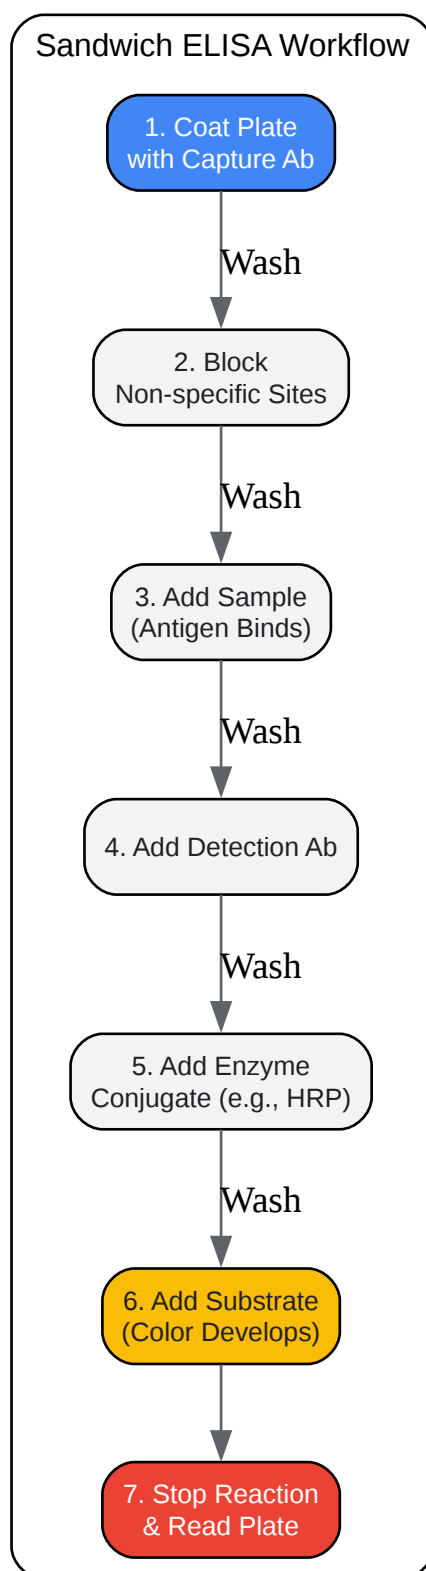 Sandwich ELISA Workflow
1. Coat Plate
with Capture Ab
Wash
2. Block
Non-specific Sites
Wash
3. Add Sample
(Antigen Binds)
Wash
4. Add Detection Ab
Wash
5. Add Enzyme
Conjugate (e.g., HRP)
Wash
6. Add Substrate
(Color Develops)
7. Stop Reaction
& Read Plate